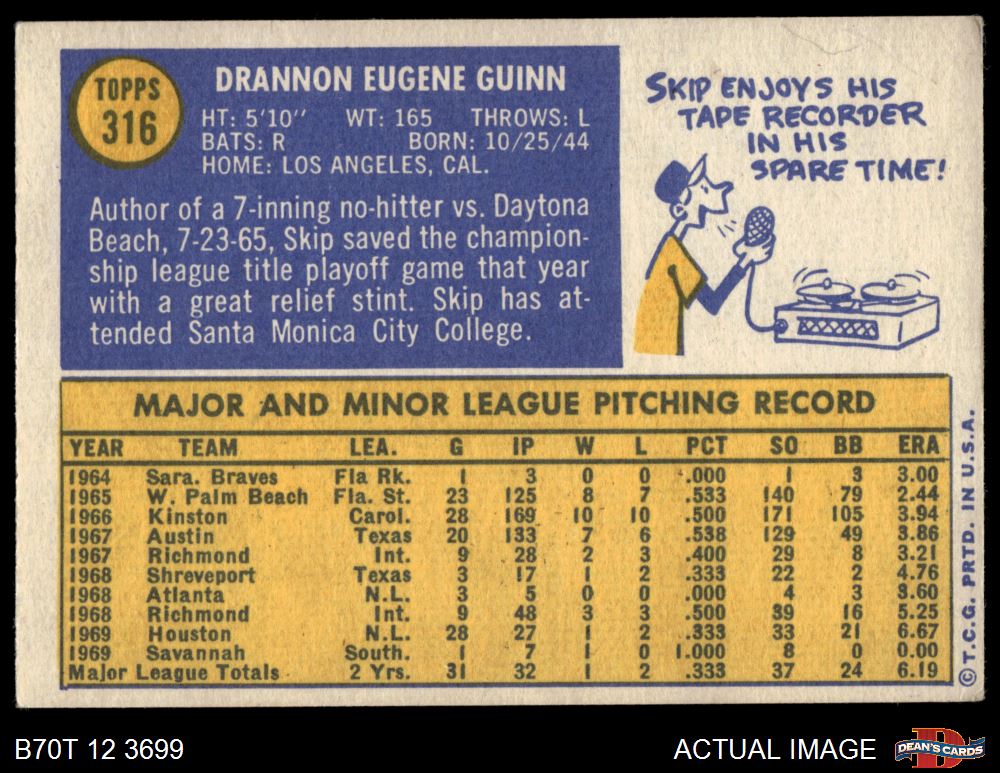 TOPPS
316
DRANNON EUGENE GUINN
HT: 5'10" WT: 165 THROWS: L
BATS: R BORN: 10/25/44
HOME: LOS ANGELES, CAL.
Author of a 7-inning no-hitter vs. Daytona
Beach, 7-23-65, Skip saved the champion-
ship league title playoff game that year
with a great relief stint. Skip has at-
tended Santa Monica City College.
SKIP ENJOYS HIS
TAPE RECORDER
IN HIS
SPARE TIME!
MAJOR AND MINOR LEAGUE PITCHING RECORD
YEAR TEAM LEA. G IP W L PCT SO BB ERA
1964 Sara. Braves Fla Rk. 1 3 0 0 .000 1 3 3.00
1965 W. Palm Beach Fla. St. 23 125 8 7 .533 140 79 2.44
1966 Kinston Carol. 28 169 10 10 .500 171 105 3.94
1967 Austin Texas 20 133 7 6 .538 129 49 3.86
1967 Richmond Int. 9 28 2 3 .400 29 8 3.21
1968 Shreveport Texas 3 17 1 2 .333 22 2 4.76
1968 Atlanta N.L. 3 5 0 0 .000 4 3 3.60
1968 Richmond Int. 9 48 3 3 .500 39 16 5.25
1969 Houston N.L. 28 27 1 2 .333 33 21 6.67
1969 Savannah South. 1 7 1 0 1.000 8 0 0.00
Major League Totals 2 Yrs. 31 32 1 2 .333 37 24 6.19
© T.C.G. PRTD. IN U.S.A.
B70T 12 3699
ACTUAL IMAGE
D
DEAN'S CARDS